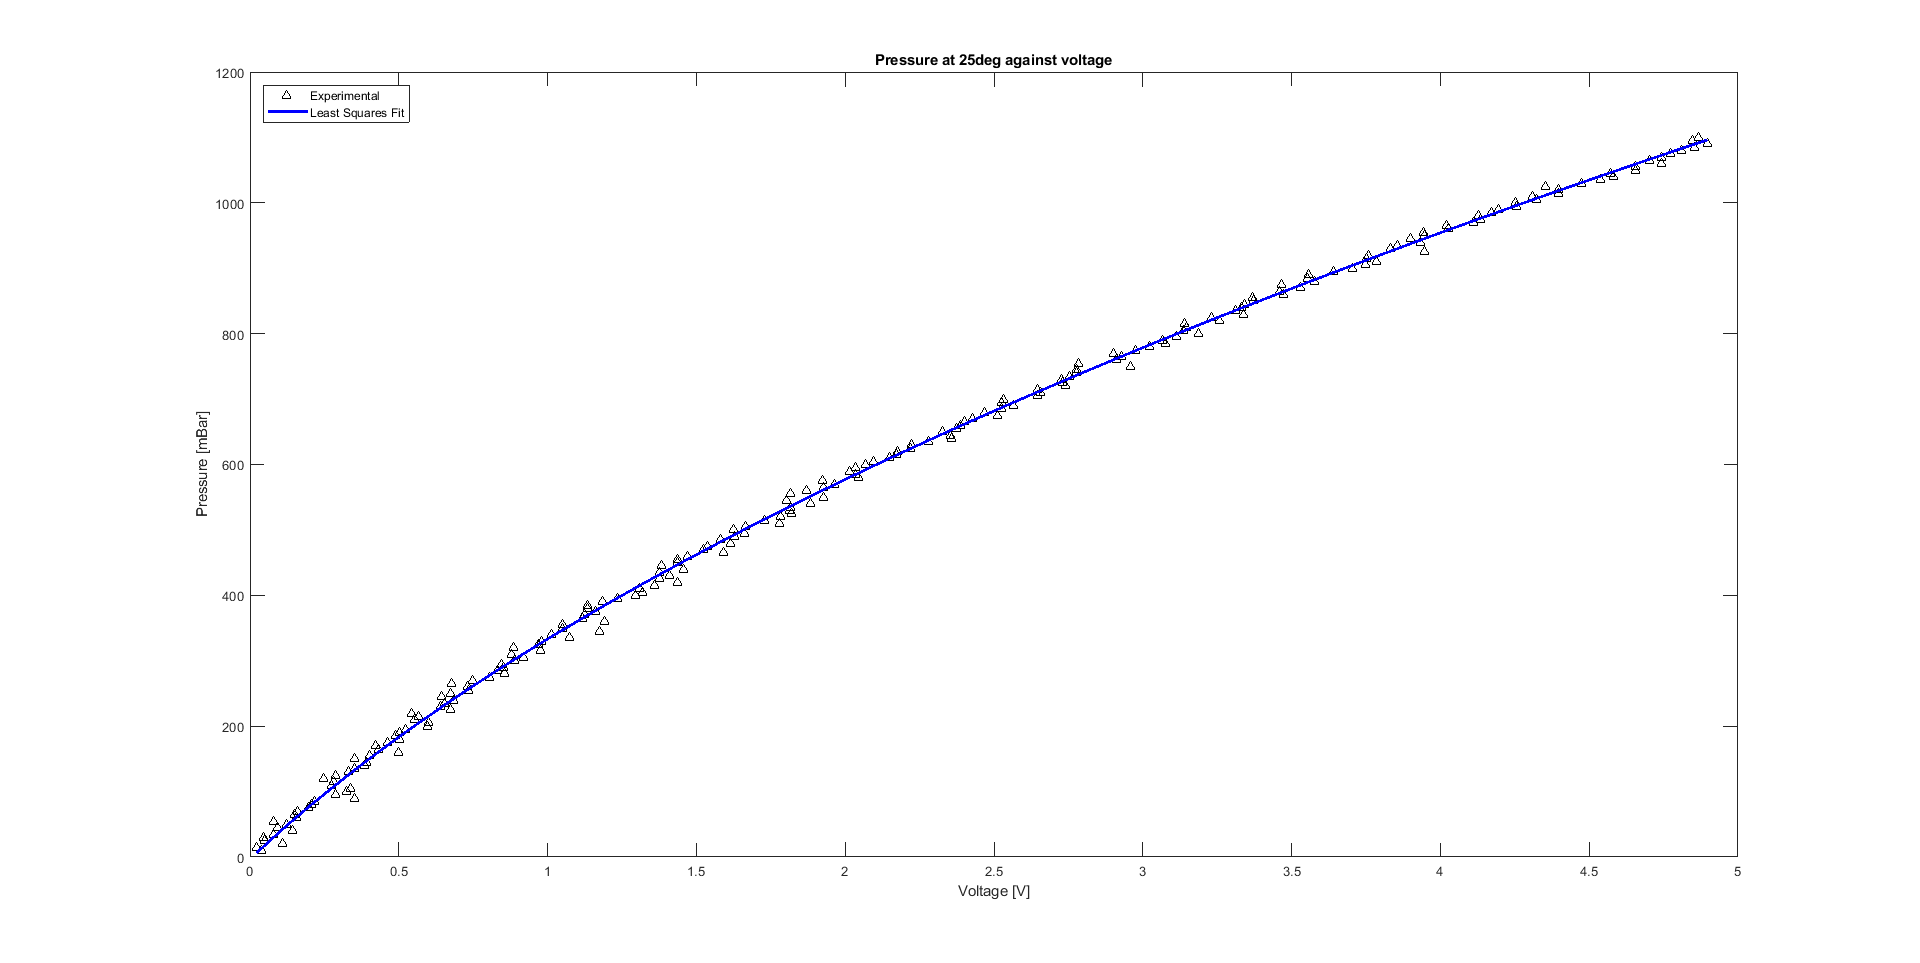 Pressure at 25deg against voltage
1200
Experimental
Least Squares Fit
1000
800
600
400
200
0
Pressure [mBar]
0 0.5 1 1.5 2 2.5 3 3.5 4 4.5 5
Voltage [V]